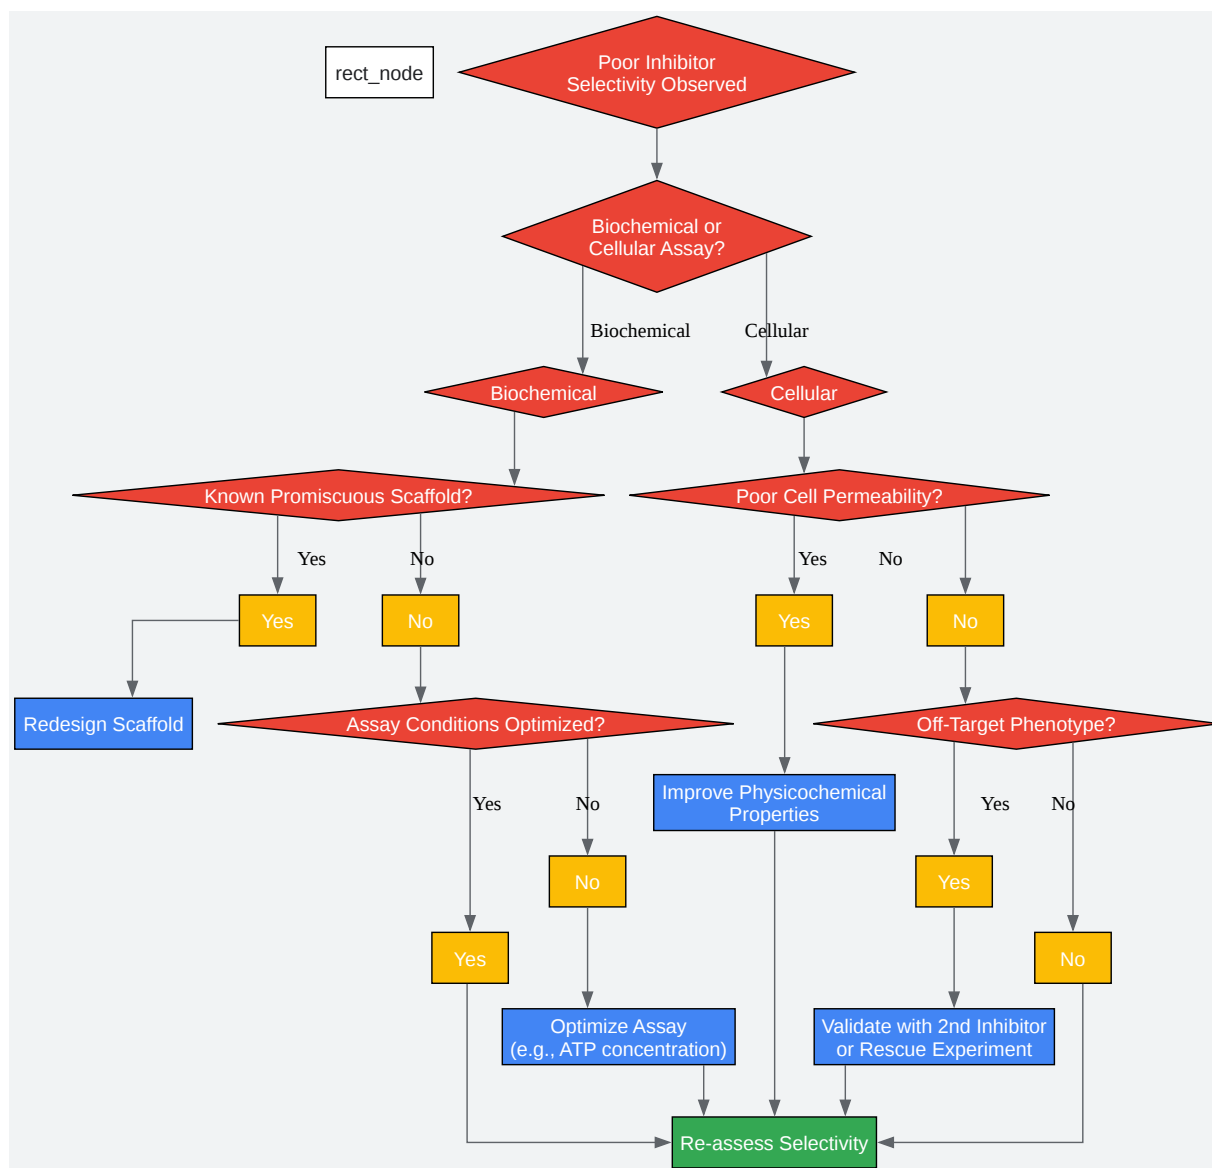 rect_node
Poor Inhibitor
Selectivity Observed
Biochemical or
Cellular Assay?
Biochemical
Cellular
Biochemical
Cellular
Known Promiscuous Scaffold?
Poor Cell Permeability?
Yes
No
Yes
No
Yes
No
Yes
No
Redesign Scaffold
Assay Conditions Optimized?
Off-Target Phenotype?
Improve Physicochemical
Properties
Yes
No
Yes
No
No
Yes
Yes
No
Optimize Assay
(e.g., ATP concentration)
Validate with 2nd Inhibitor
or Rescue Experiment
Re-assess Selectivity